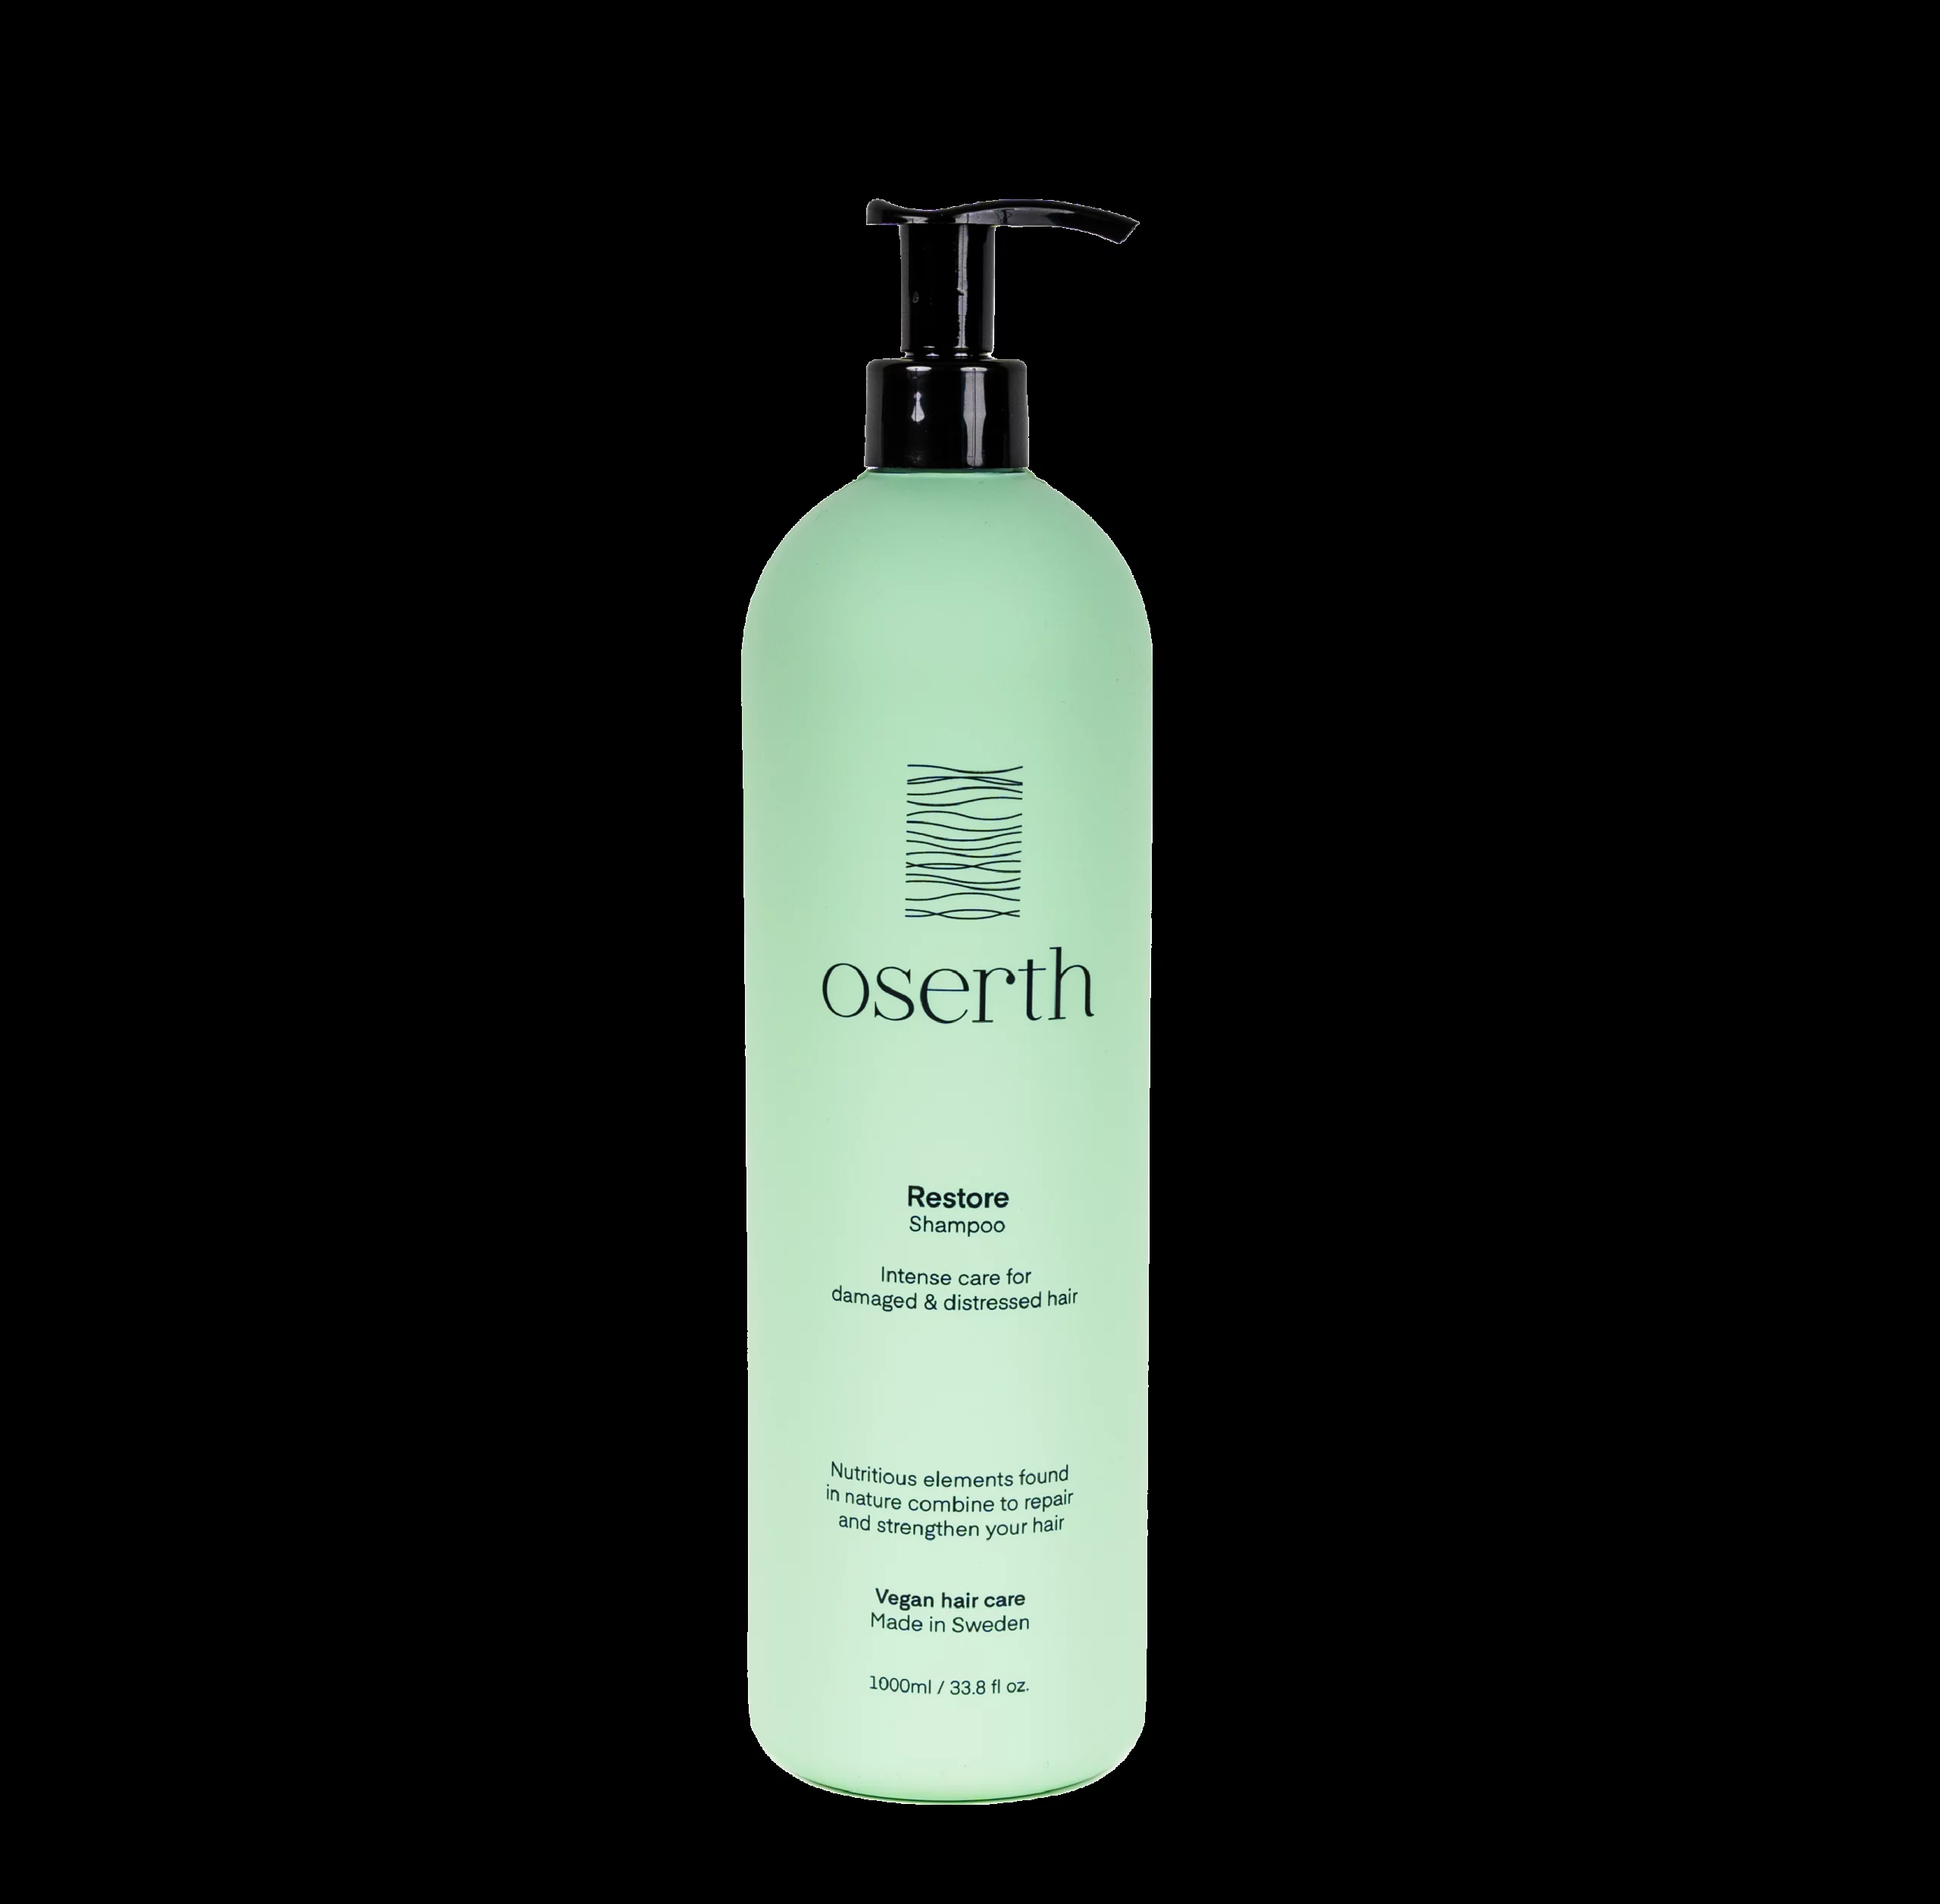 oserth
Restore
Shampoo
Intense care for
damaged & distressed hair
Nutritious elements found
in nature combine to repair
and strengthen your hair
Vegan hair care
Made in Sweden
1000ml / 33.8 fl oz.